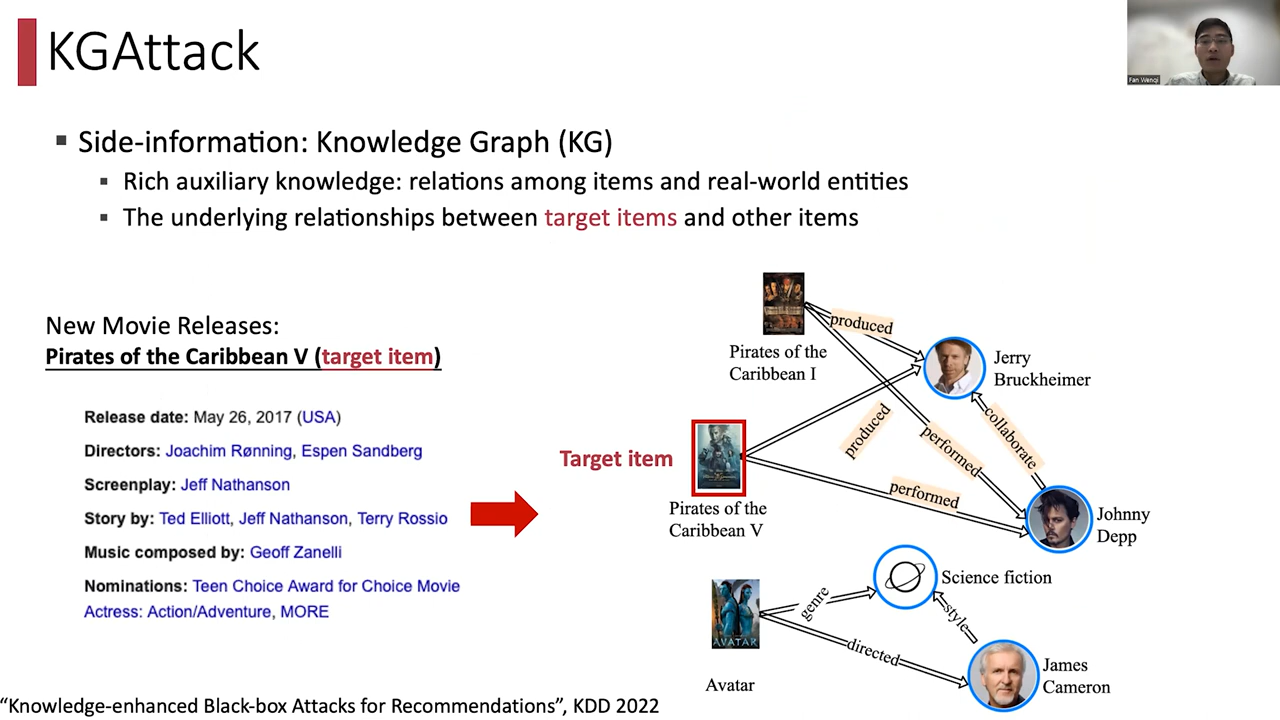 KGAttack
Fan Wenqi
▪ Side-information: Knowledge Graph (KG)
▪ Rich auxiliary knowledge: relations among items and real-world entities
▪ The underlying relationships between target items and other items
New Movie Releases:
Pirates of the Caribbean V (target item)
Release date: May 26, 2017 (USA)
Directors: Joachim Rønning, Espen Sandberg
Screenplay: Jeff Nathanson
Story by: Ted Elliott, Jeff Nathanson, Terry Rossio
Music composed by: Geoff Zanelli
Nominations: Teen Choice Award for Choice Movie
Actress: Action/Adventure, MORE
produced
Pirates of the
Caribbean I
Jerry
Bruckheimer
produced
performed
collaborate
Target item
performed
Pirates of the
Caribbean V
Johnny
Depp
Science fiction
genre
style
AVATAR
directed
Avatar
James
Cameron
“Knowledge-enhanced Black-box Attacks for Recommendations”, KDD 2022